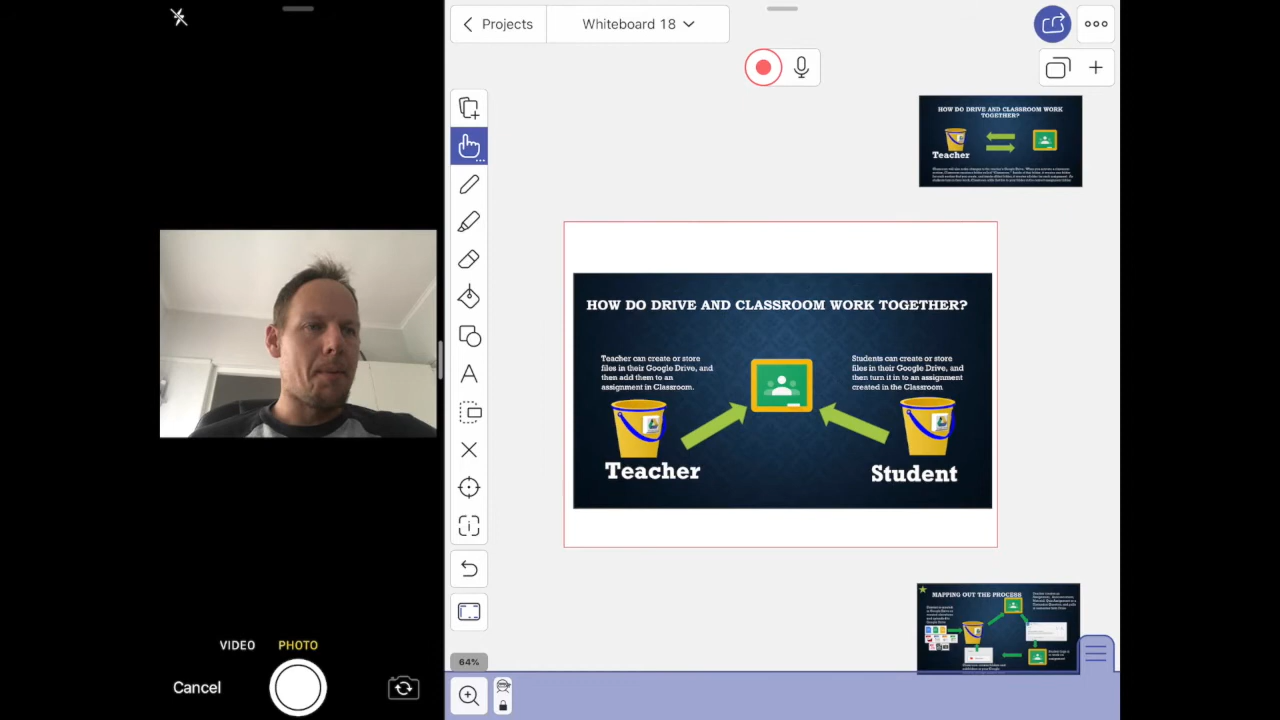 Projects
Whiteboard 18
HOW DO DRIVE AND CLASSROOM WORK
TOGETHER?
Teacher
HOW DO DRIVE AND CLASSROOM WORK TOGETHER?
Teacher can create or store
files in their Google Drive, and
then add them to an
assignment in Classroom.
Students can create or store
files in their Google Drive, and
then turn it in to an assignment
created in the Classroom
Teacher
Student
MAPPING OUT THE PROCESS
VIDEO
PHOTO
Cancel
64%